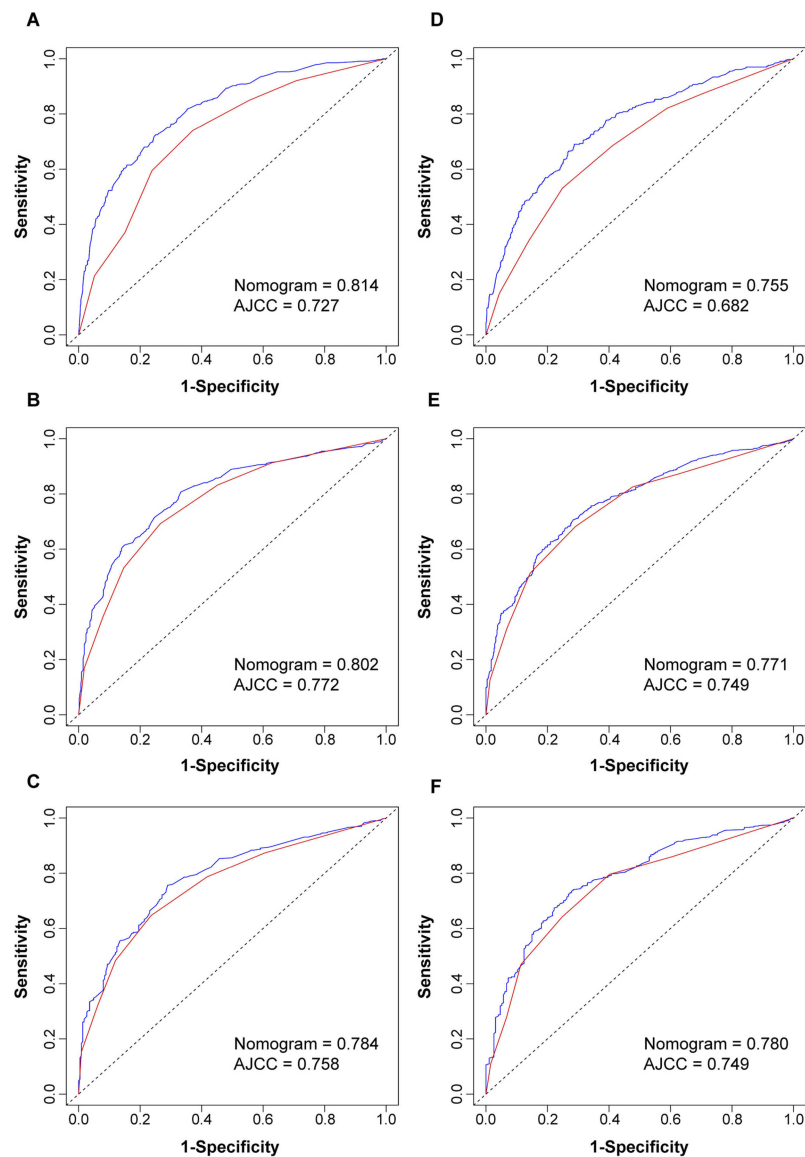 A
Sensitivity
0.0 0.2 0.4 0.6 0.8 1.0
Nomogram = 0.814
AJCC = 0.727
0.0 0.2 0.4 0.6 0.8 1.0
1-Specificity
D
Sensitivity
0.0 0.2 0.4 0.6 0.8 1.0
Nomogram = 0.755
AJCC = 0.682
0.0 0.2 0.4 0.6 0.8 1.0
1-Specificity
B
Sensitivity
0.0 0.2 0.4 0.6 0.8 1.0
Nomogram = 0.802
AJCC = 0.772
0.0 0.2 0.4 0.6 0.8 1.0
1-Specificity
E
Sensitivity
0.0 0.2 0.4 0.6 0.8 1.0
Nomogram = 0.771
AJCC = 0.749
0.0 0.2 0.4 0.6 0.8 1.0
1-Specificity
C
Sensitivity
0.0 0.2 0.4 0.6 0.8 1.0
Nomogram = 0.784
AJCC = 0.758
0.0 0.2 0.4 0.6 0.8 1.0
1-Specificity
F
Sensitivity
0.0 0.2 0.4 0.6 0.8 1.0
Nomogram = 0.780
AJCC = 0.749
0.0 0.2 0.4 0.6 0.8 1.0
1-Specificity